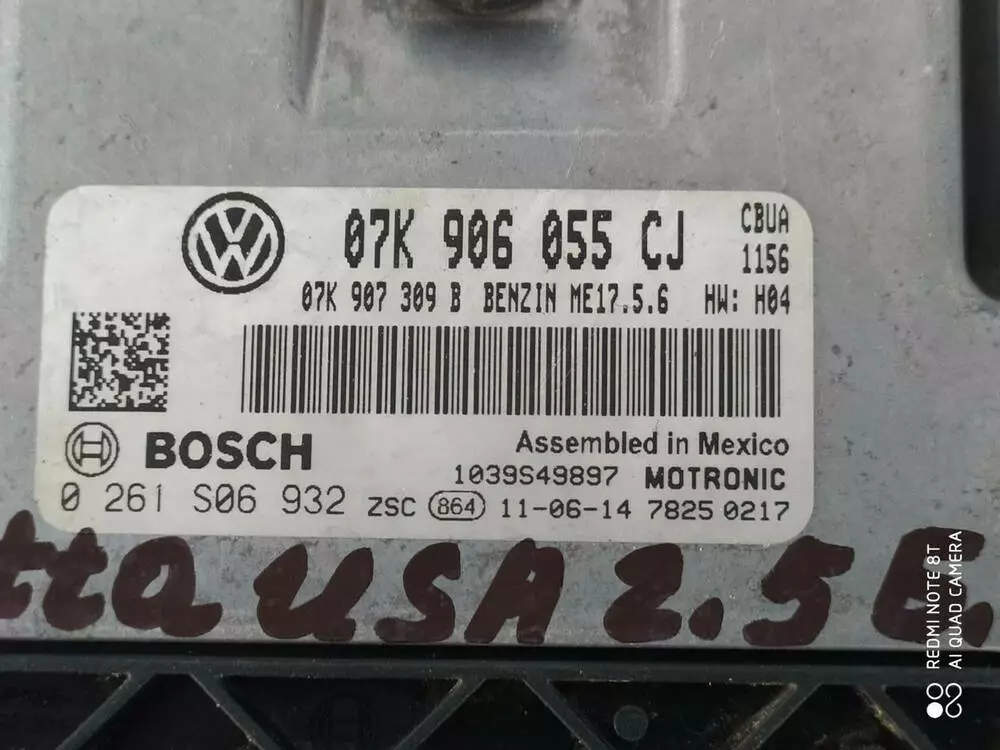 07K 906 055 CJ
CBUA
1156
07K 907 309 B BENZIN ME17.5.6 HW: H04
BOSCH
Assembled in Mexico
1039S49897 MOTRONIC
0 261 S06 932 ZSC 864 11-06-14 7825 0217
tta USA 2.5 E.
REDMI NOTE 8T
AI QUAD CAMERA